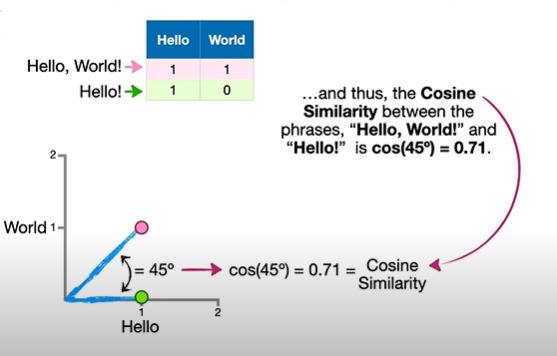 Hello World
Hello, World! 1 1
Hello! 1 0
...and thus, the Cosine
Similarity between the
phrases, “Hello, World!” and
“Hello!” is cos(45º) = 0.71.
2
World 1
= 45º
cos(45º) = 0.71 = Cosine
Similarity
1 2
Hello